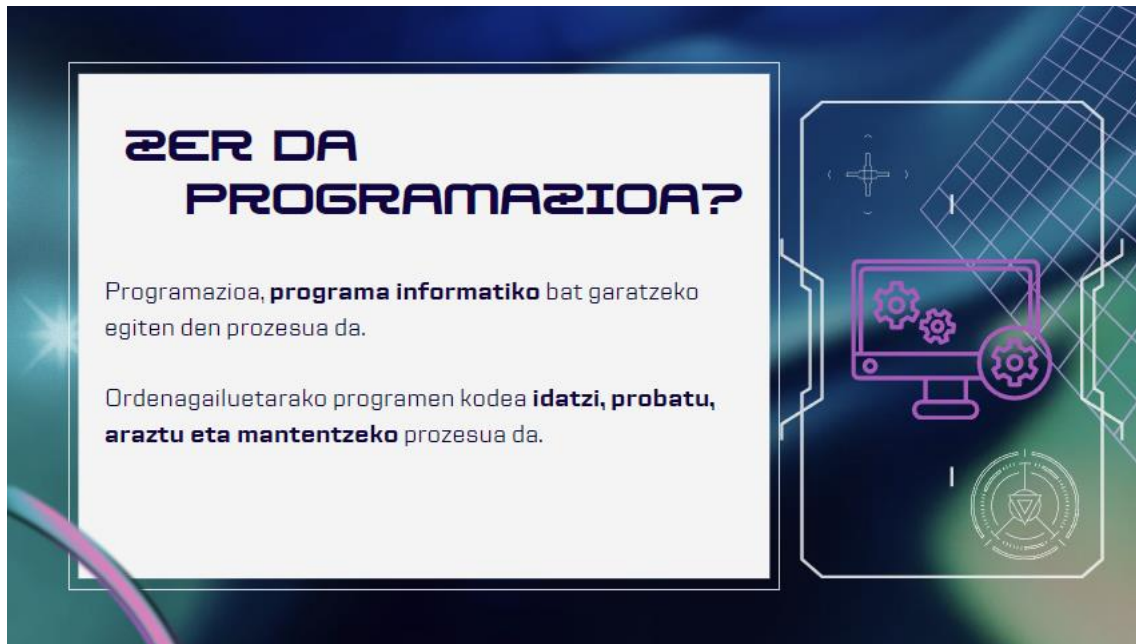 ZER DA
PROGRAMAZIOA?
Programazioa, programa informatiko bat garatzeko
egiten den prozesua da.
Ordenagailuetarako programen kodea idatzi, probatu,
araztu eta mantentzeko prozesua da.